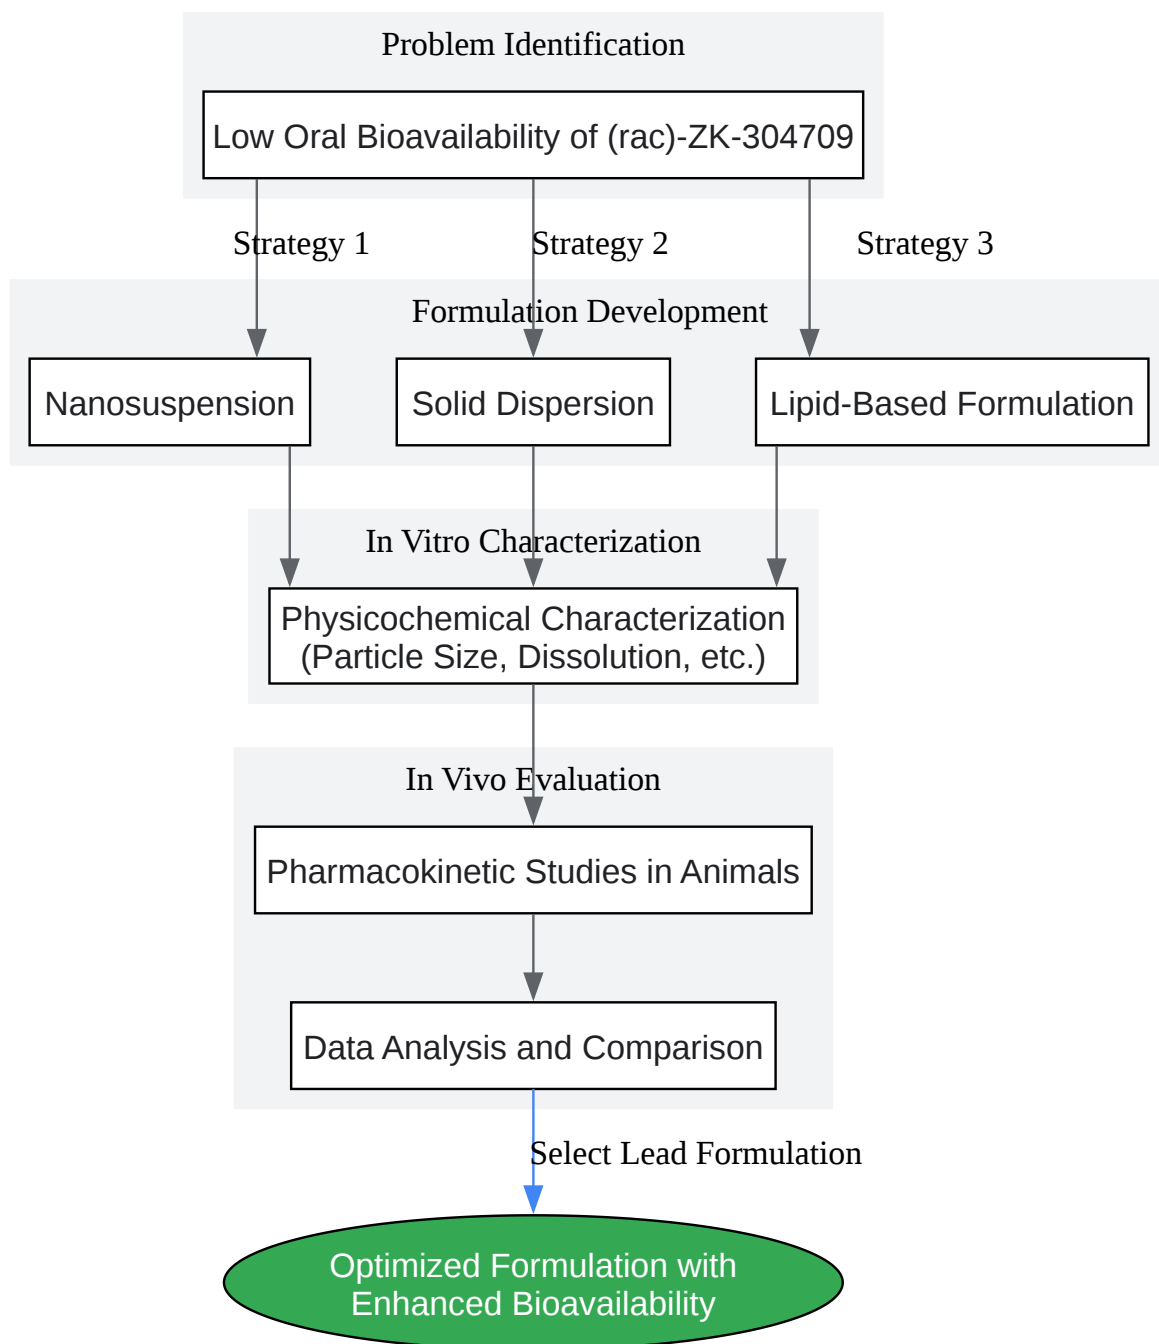 Problem Identification
Low Oral Bioavailability of (rac)-ZK-304709
Strategy 1
Strategy 2
Strategy 3
Formulation Development
Nanosuspension
Solid Dispersion
Lipid-Based Formulation
In Vitro Characterization
Physicochemical Characterization
(Particle Size, Dissolution, etc.)
In Vivo Evaluation
Pharmacokinetic Studies in Animals
Data Analysis and Comparison
Select Lead Formulation
Optimized Formulation with
Enhanced Bioavailability